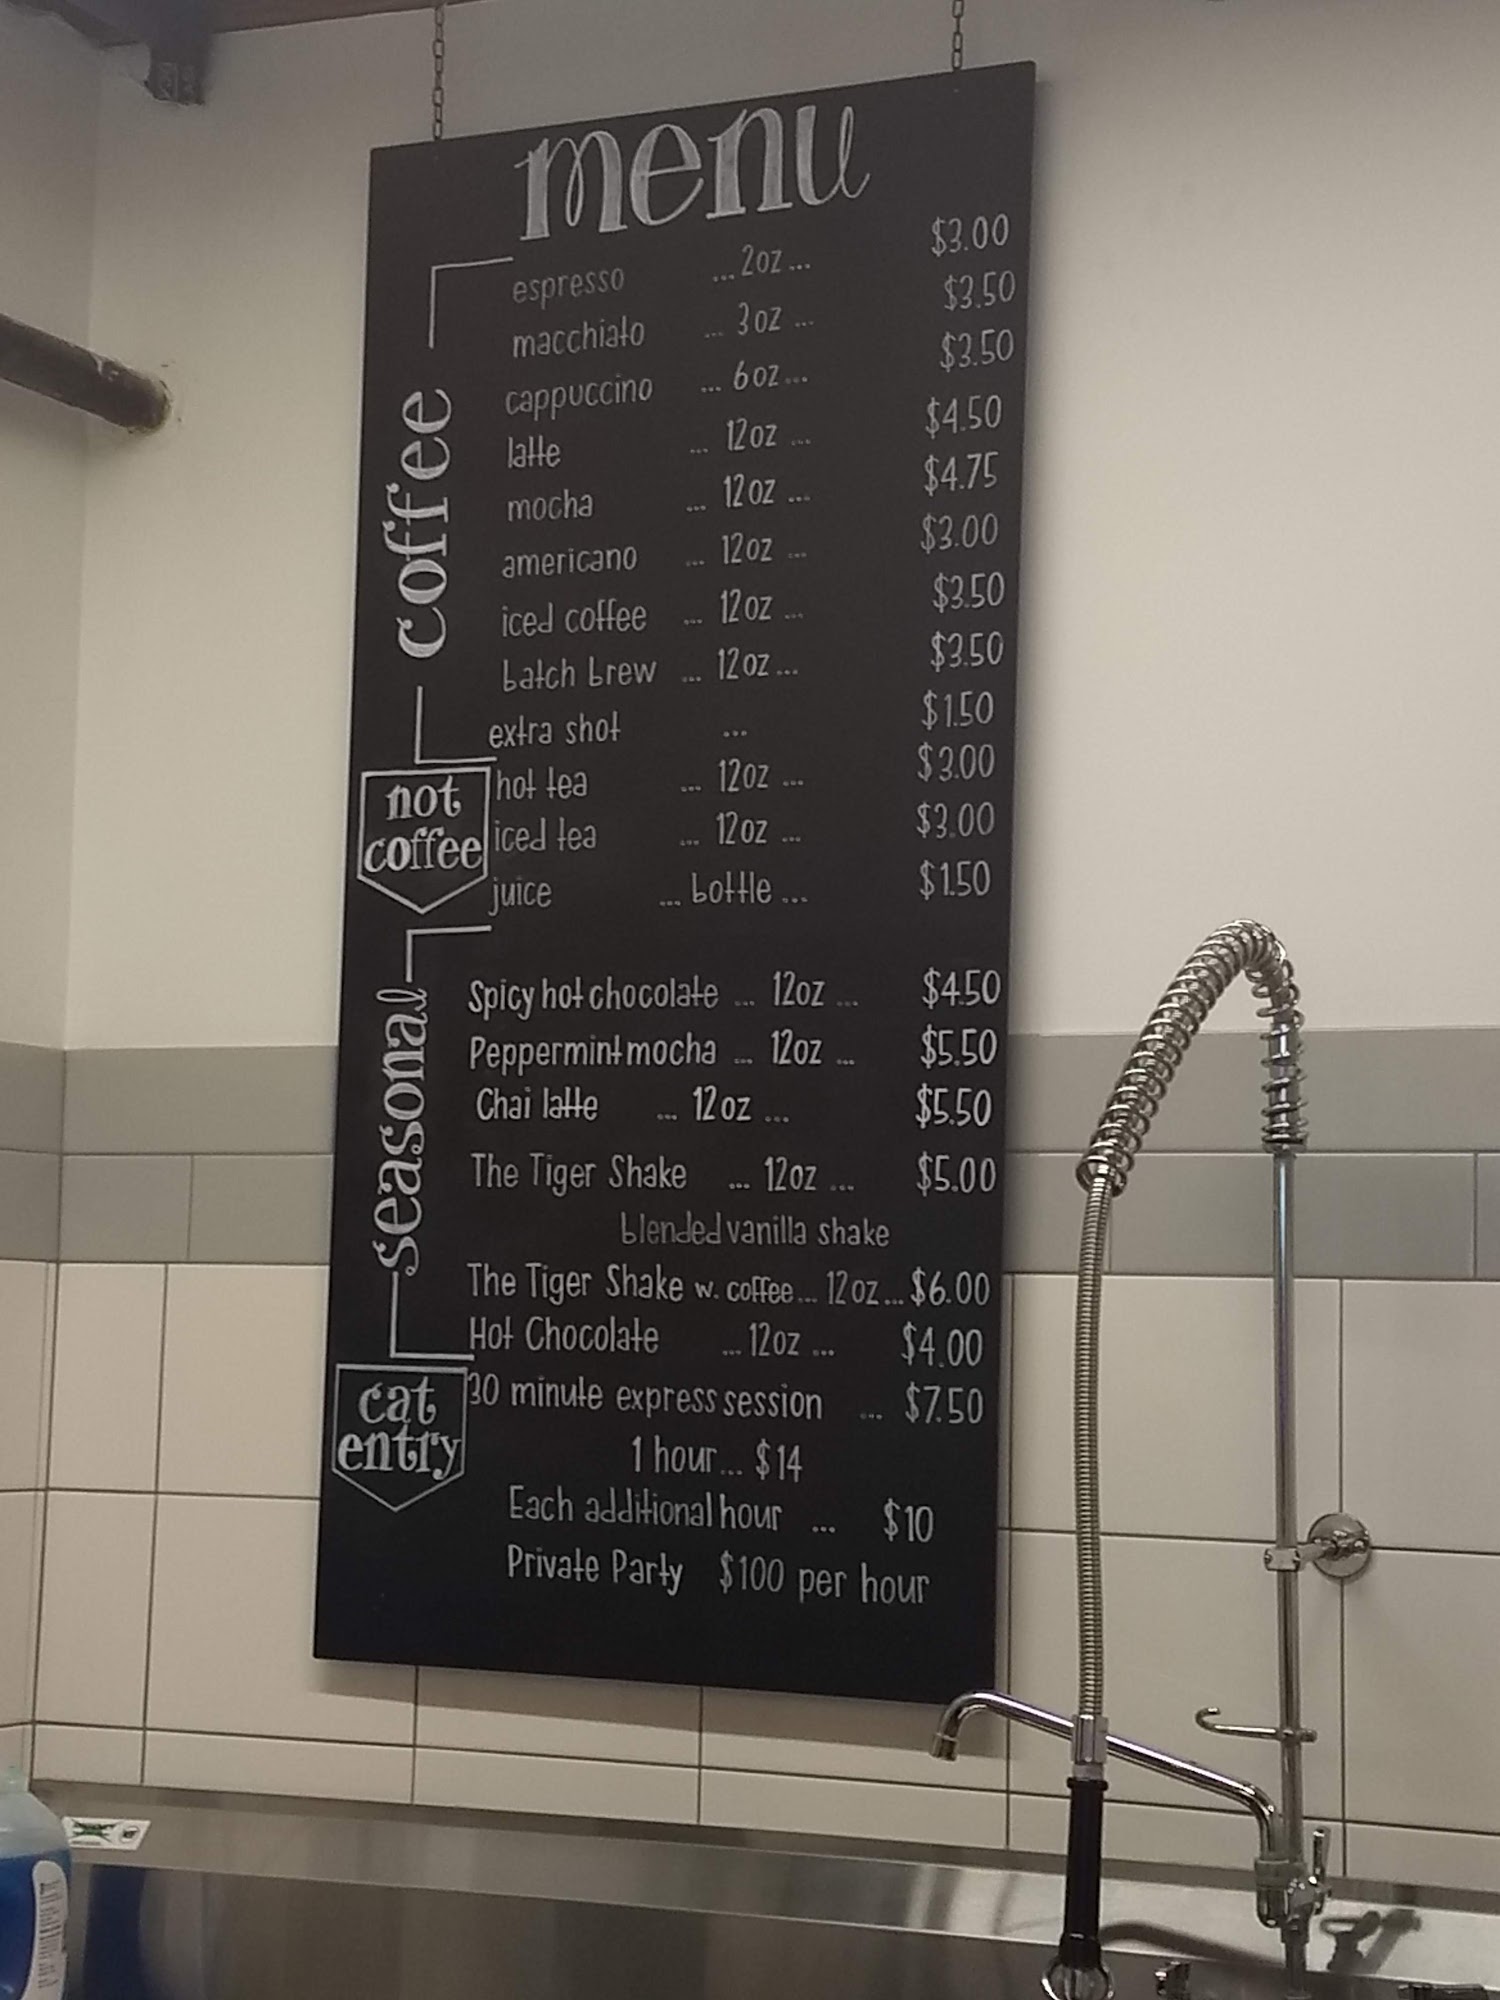 menu
coffee
espresso ... 2oz ... $3.00
macchiato ... 3oz ... $3.50
cappuccino ... 6oz ... $3.50
latte ... 12oz ... $4.50
mocha ... 12oz ... $4.75
americano ... 12oz ... $3.00
iced coffee ... 12oz ... $3.50
batch brew ... 12oz ... $3.50
extra shot ... $1.50
not
coffee
hot tea ... 12oz ... $3.00
iced tea ... 12oz ... $3.00
juice ... bottle ... $1.50
seasonal
Spicy hot chocolate ... 12oz ... $4.50
Peppermint mocha ... 12oz ... $5.50
Chai latte ... 12oz ... $5.50
The Tiger Shake ... 12oz ... $5.00
blended vanilla shake
The Tiger Shake w. coffee ... 12oz ... $6.00
Hot Chocolate ... 12oz ... $4.00
cat
entry
30 minute express session ... $7.50
1 hour ... $14
Each additional hour ... $10
Private Party $100 per hour